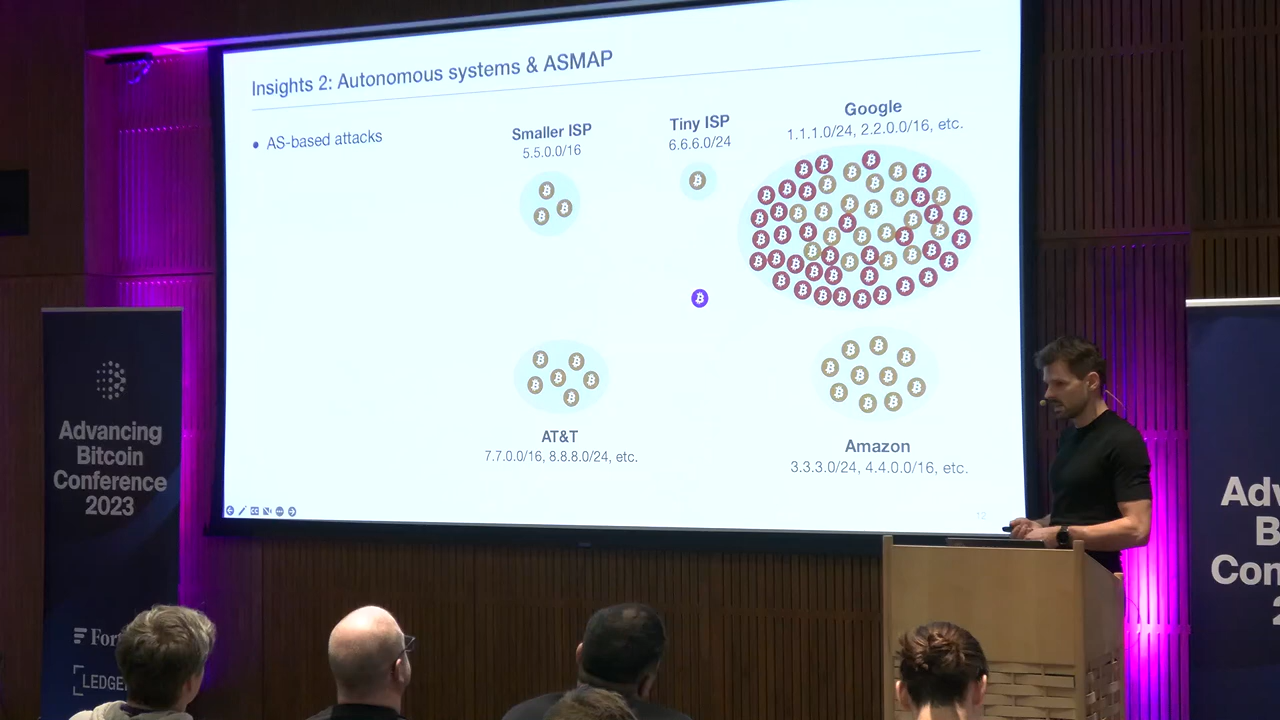 Insights 2: Autonomous systems & ASMAP
• AS-based attacks
Smaller ISP
5.5.0.0/16
Tiny ISP
6.6.6.0/24
Google
1.1.1.0/24, 2.2.0.0/16, etc.
AT&T
7.7.0.0/16, 8.8.8.0/24, etc.
Amazon
3.3.3.0/24, 4.4.0.0/16, etc.
12
Advancing
Bitcoin
Conference
2023
Fort
LEDGE
Adv
B
Con
2